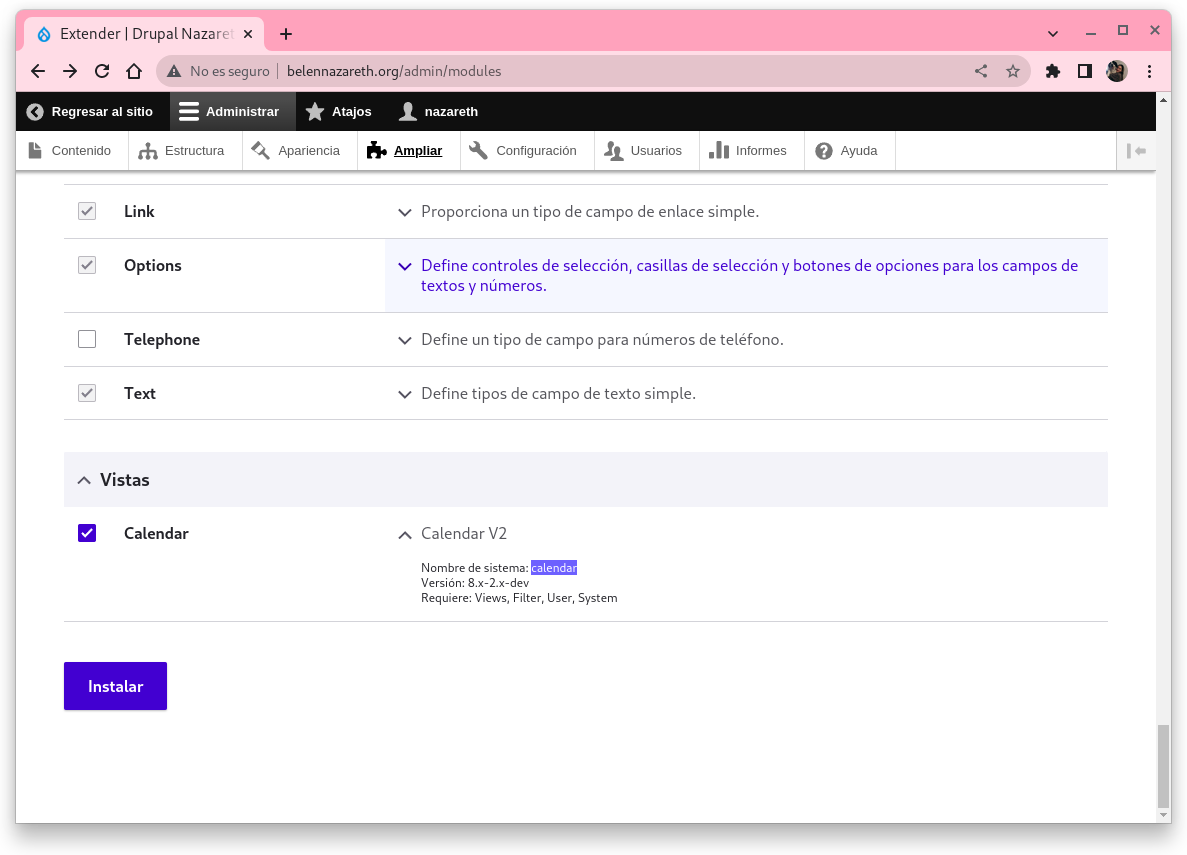 Extender | Drupal Nazaret
No es seguro
belennazareth.org/admin/modules
Regresar al sitio
Administrar
Atajos
nazareth
Contenido
Estructura
Apariencia
Ampliar
Configuración
Usuarios
Informes
Ayuda
Link
Proporciona un tipo de campo de enlace simple.
Options
Define controles de selección, casillas de selección y botones de opciones para los campos de
textos y números.
Telephone
Define un tipo de campo para números de teléfono.
Text
Define tipos de campo de texto simple.
Vistas
Calendar
Calendar V2
Nombre de sistema: calendar
Versión: 8.x-2.x-dev
Requiere: Views, Filter, User, System
Instalar